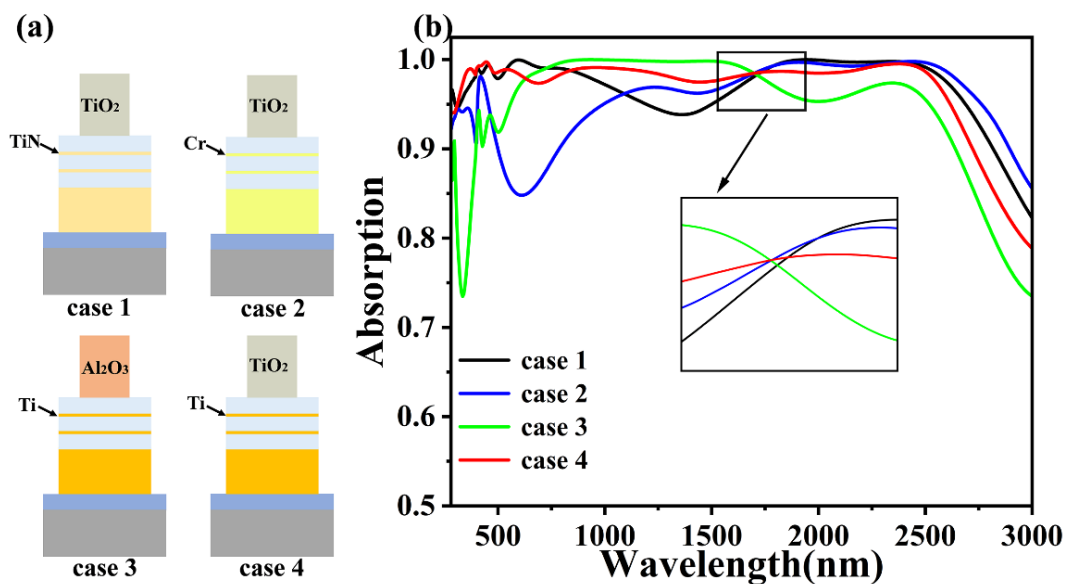 (a)
TiO₂
TiN
case 1
TiO₂
Cr
case 2
Al₂O₃
Ti
case 3
TiO₂
Ti
case 4
(b)
Absorption
1.0
0.9
0.8
0.7
0.6
0.5
case 1
case 2
case 3
case 4
500 1000 1500 2000 2500 3000
Wavelength(nm)